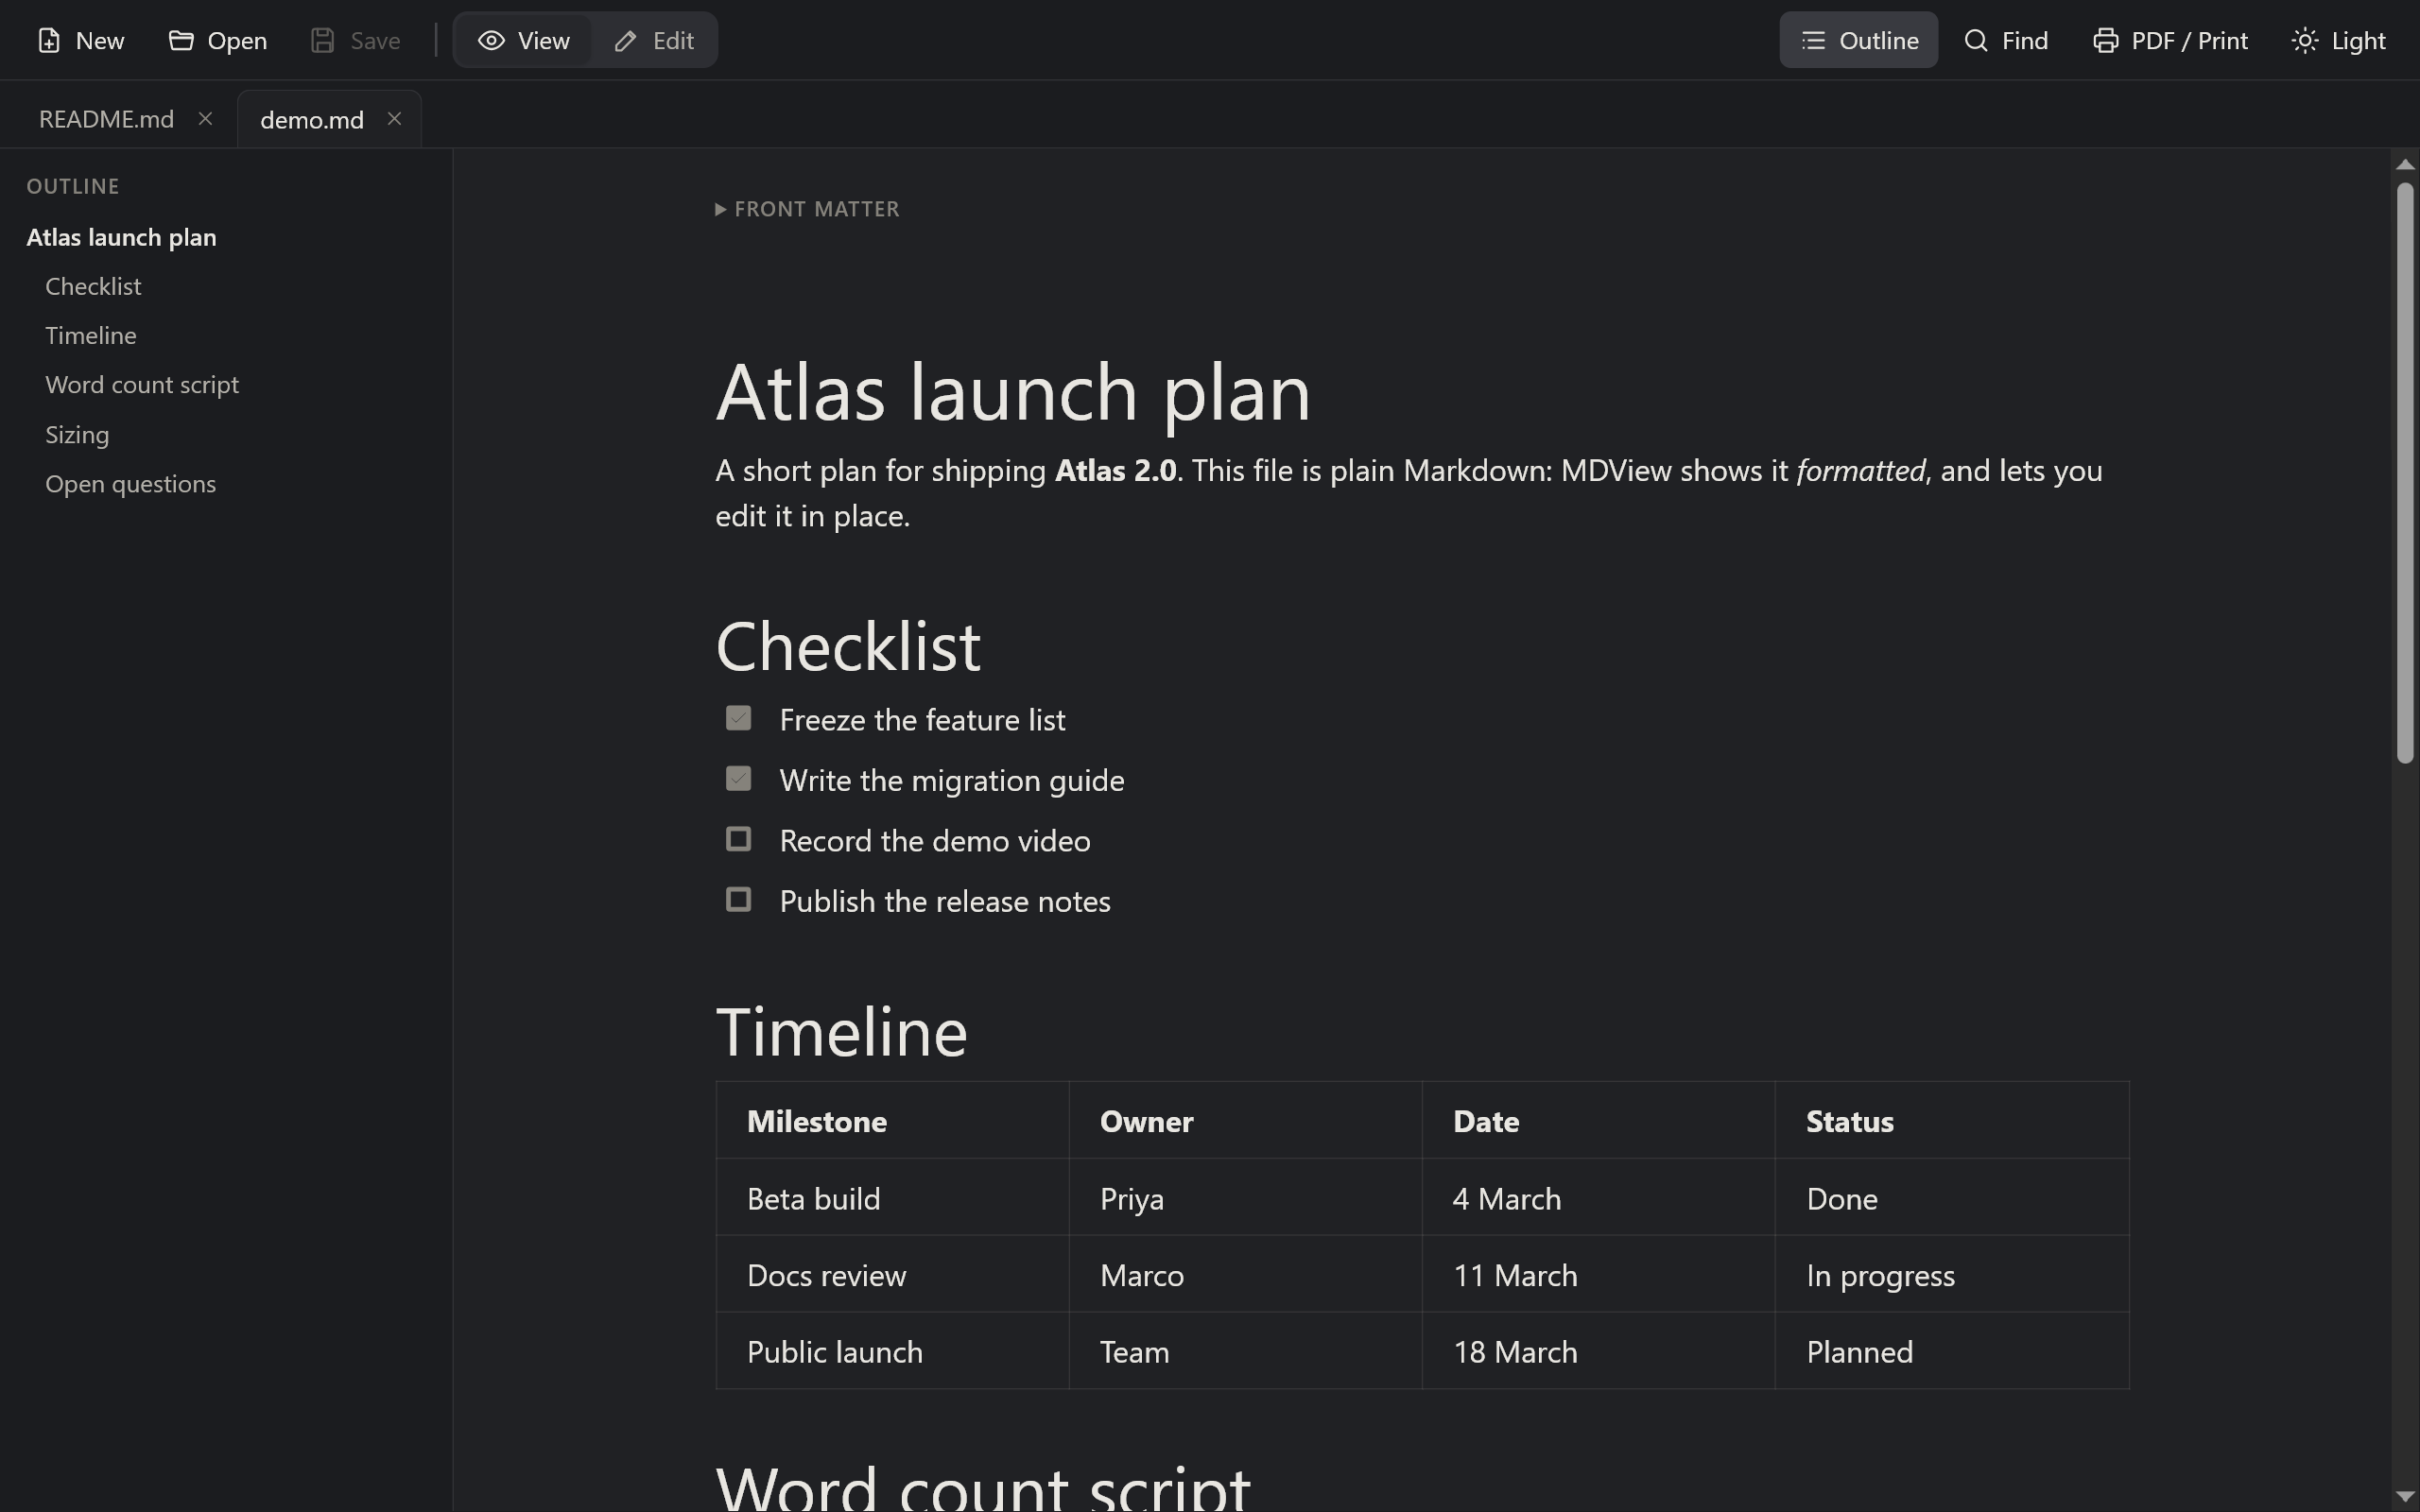 New Open Save View Edit Outline Find PDF / Print Light
README.md demo.md
OUTLINE
Atlas launch plan
Checklist
Timeline
Word count script
Sizing
Open questions
FRONT MATTER
Atlas launch plan
A short plan for shipping Atlas 2.0. This file is plain Markdown: MDView shows it formatted, and lets you
edit it in place.
Checklist
Freeze the feature list
Write the migration guide
Record the demo video
Publish the release notes
Timeline
Milestone Owner Date Status
Beta build Priya 4 March Done
Docs review Marco 11 March In progress
Public launch Team 18 March Planned
Word count script